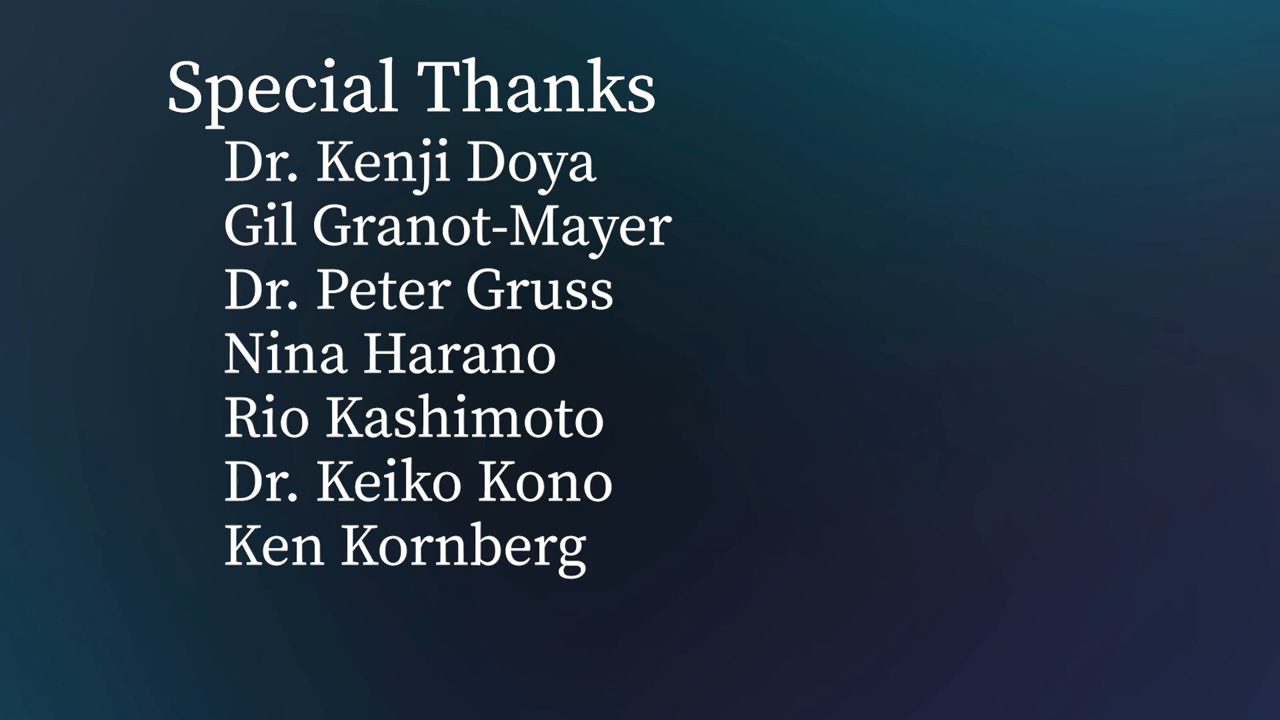 Special Thanks
Dr. Kenji Doya
Gil Granot-Mayer
Dr. Peter Gruss
Nina Harano
Rio Kashimoto
Dr. Keiko Kono
Ken Kornberg